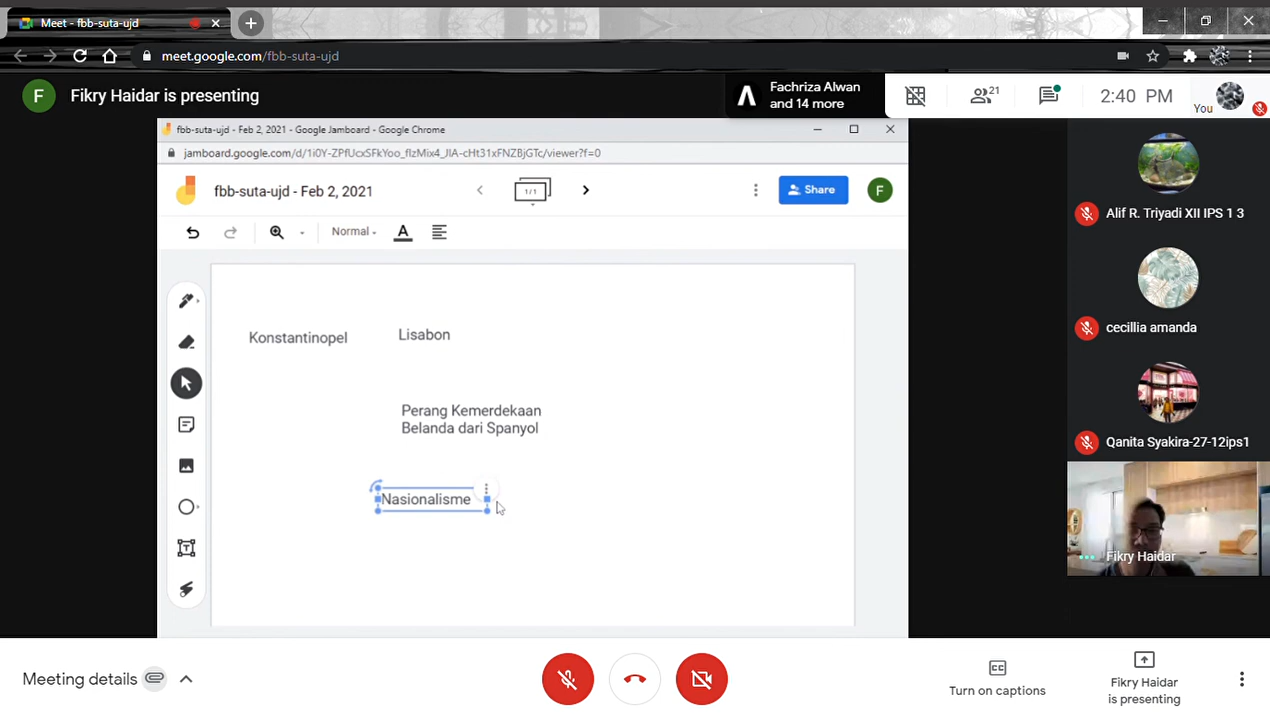 Meet - fbb-suta-ujd
meet.google.com/fbb-suta-ujd
F
Fikry Haidar is presenting
Fachriza Alwan
and 14 more
21
2:40 PM
You
fbb-suta-ujd - Feb 2, 2021 - Google Jamboard - Google Chrome
jamboard.google.com/d/1i0Y-ZPfUcxSFkYoo_flzMix4_JIA-cHt31xFNZBjGTc/viewer?f=0
fbb-suta-ujd - Feb 2, 2021
1/1
Share
F
Normal
A
Konstantinopel
Lisabon
Perang Kemerdekaan
Belanda dari Spanyol
Nasionalisme
Alif R. Triyadi XII IPS 1 3
cecillia amanda
Qanita Syakira-27-12ips1
Fikry Haidar
Meeting details
Turn on captions
Fikry Haidar
is presenting